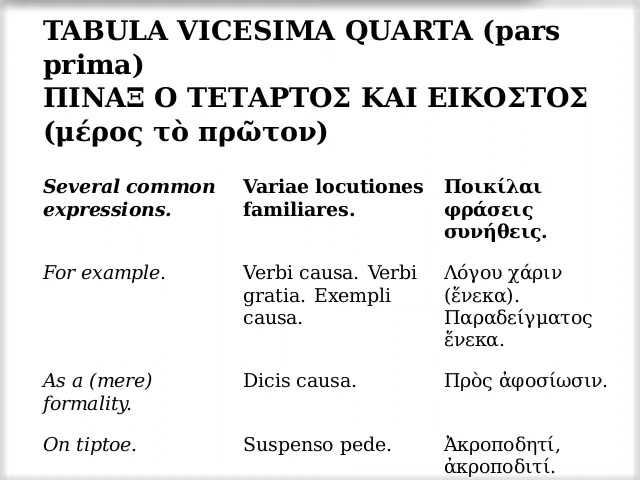 TABULA VICESIMA QUARTA (pars
prima)
ΠΙΝΑΞ Ο ΤΕΤΑΡΤΟΣ ΚΑΙ ΕΙΚΟΣΤΟΣ
(μέρος τὸ πρῶτον)
Several common
expressions.
Variae locutiones
familiares.
Ποικίλαι
φράσεις
συνήθεις.
For example.
Verbi causa. Verbi
gratia. Exempli
causa.
Λόγου χάριν
(ἕνεκα).
Παραδείγματος
ἕνεκα.
As a (mere)
formality.
Dicis causa.
Πρὸς ἀφοσίωσιν.
On tiptoe.
Suspenso pede.
Ἀκροποδητί,
ἀκροποδιτί.